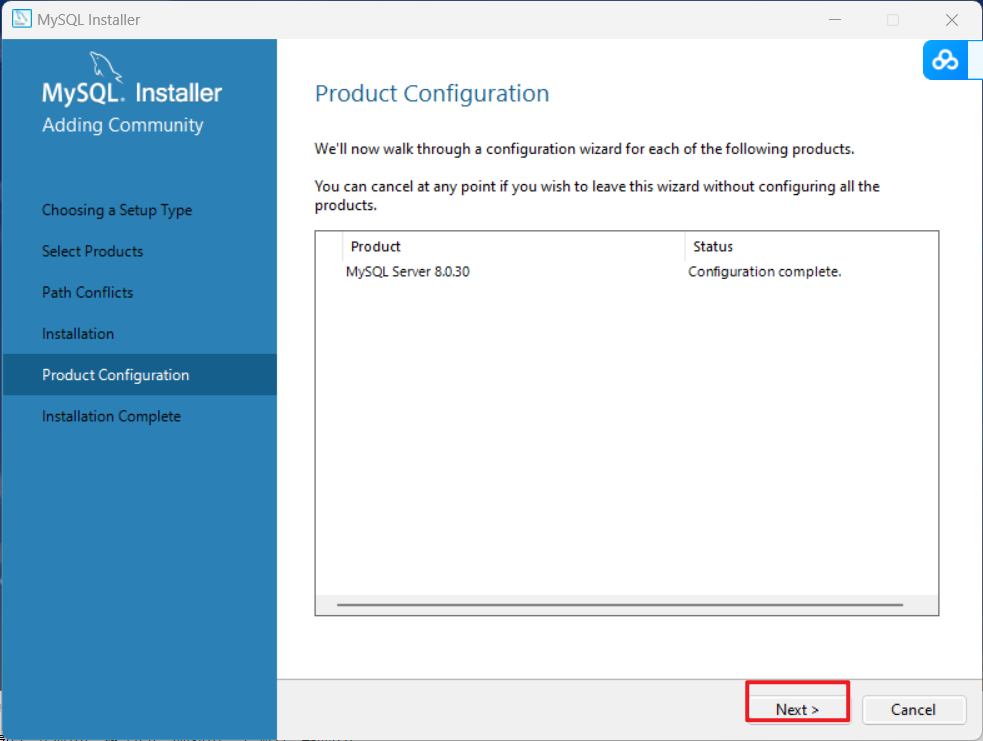 MySQL Installer
MySQL. Installer
Adding Community
Choosing a Setup Type
Select Products
Path Conflicts
Installation
Product Configuration
Installation Complete
Product Configuration
We'll now walk through a configuration wizard for each of the following products.
You can cancel at any point if you wish to leave this wizard without configuring all the
products.
Product Status
MySQL Server 8.0.30 Configuration complete.
Next > Cancel